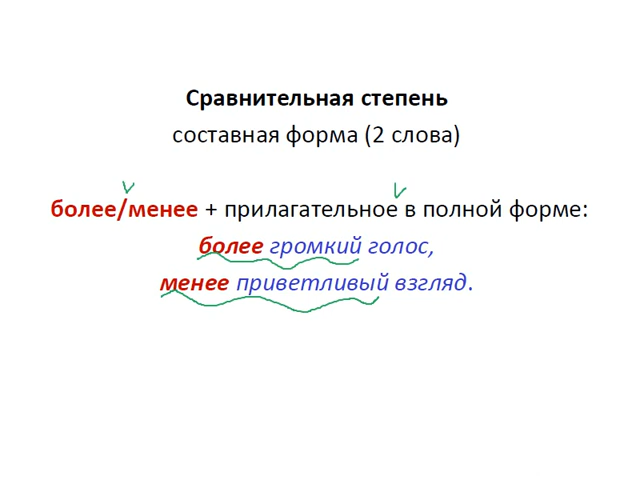 Сравнительная степень
составная форма (2 слова)
более/менее + прилагательное в полной форме:
более громкий голос,
менее приветливый взгляд.